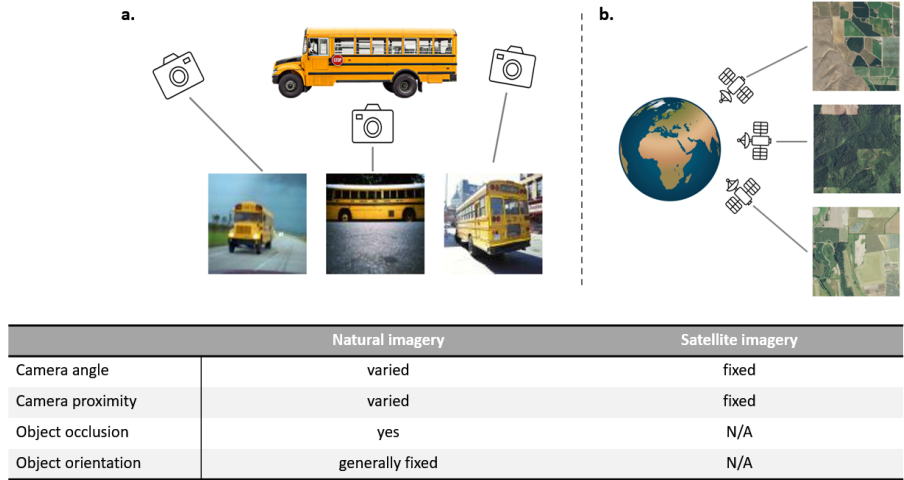 a.
b.
STOP
Natural imagery Satellite imagery
Camera angle varied fixed
Camera proximity varied fixed
Object occlusion yes N/A
Object orientation generally fixed N/A